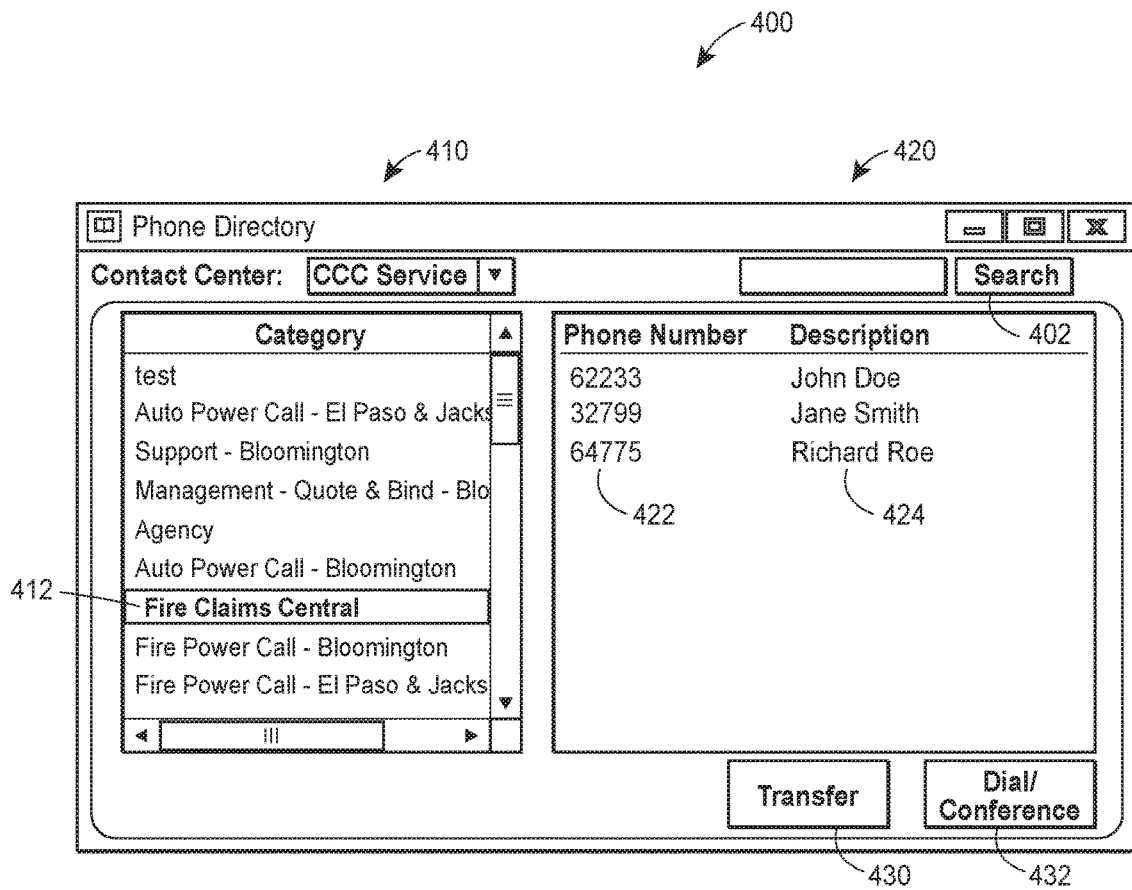 400
410
420
Phone Directory
Contact Center: CCC Service
Search
402
Category
test
Auto Power Call - El Paso & Jacks
Support - Bloomington
Management - Quote & Bind - Blo
Agency
Auto Power Call - Bloomington
412
Fire Claims Central
Fire Power Call - Bloomington
Fire Power Call - El Paso & Jacks
Phone Number Description
62233 John Doe
32799 Jane Smith
64775 Richard Roe
422
424
Transfer
Dial/
Conference
430
432